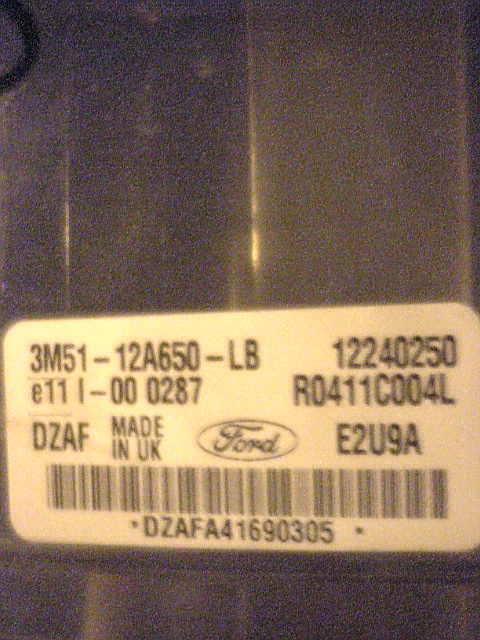 3M51-12A650-LB 12240250
e11 I-00 0287 R0411C004L
DZAF MADE IN UK Ford E2U9A
*DZAFA41690305 *